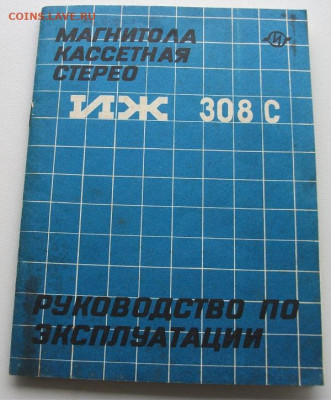 COINS.LAVE.RU
МАГНИТОЛА
КАССЕТНАЯ
СТЕРЕО
ИЖ 308 С
РУКОВОДСТВО ПО
ЭКСПЛУАТАЦИИ